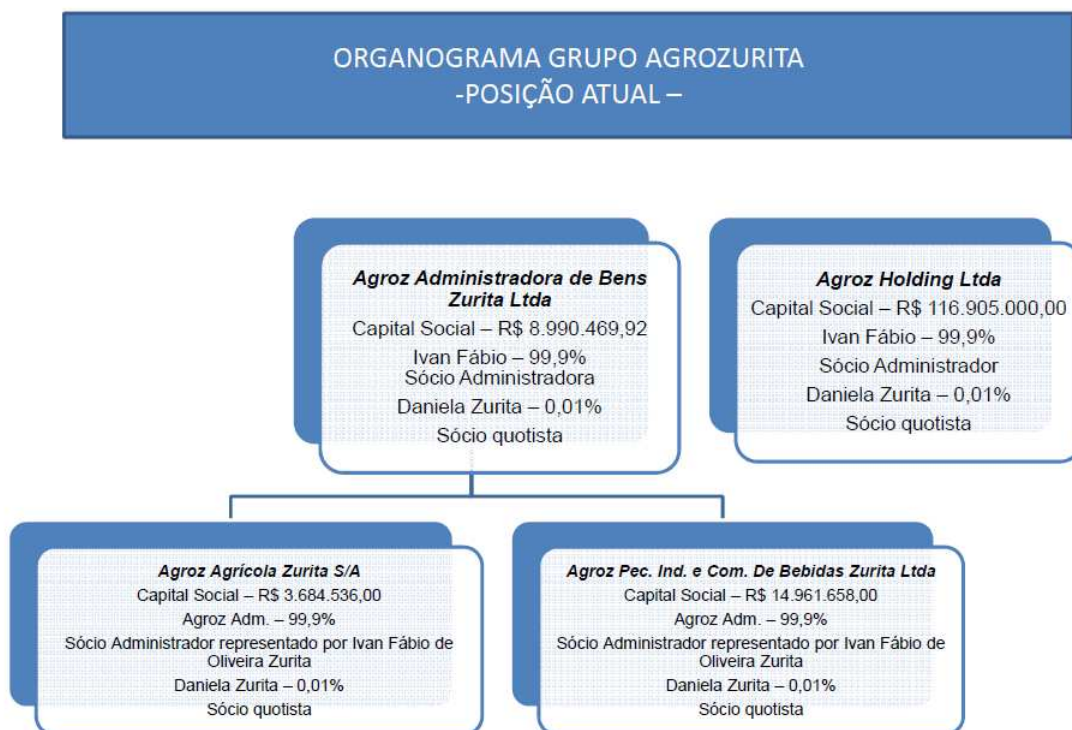 ORGANOGRAMA GRUPO AGROZURITA
-POSIÇÃO ATUAL –
Agroz Administradora de Bens
Zurita Ltda
Capital Social – R$ 8.990.469,92
Ivan Fábio – 99,9%
Sócio Administradora
Daniela Zurita – 0,01%
Sócio quotista
Agroz Holding Ltda
Capital Social – R$ 116.905.000,00
Ivan Fábio – 99,9%
Sócio Administrador
Daniela Zurita – 0,01%
Sócio quotista
Agroz Agrícola Zurita S/A
Capital Social – R$ 3.684.536,00
Agroz Adm. – 99,9%
Sócio Administrador representado por Ivan Fábio de
Oliveira Zurita
Daniela Zurita – 0,01%
Sócio quotista
Agroz Pec. Ind. e Com. De Bebidas Zurita Ltda
Capital Social – R$ 14.961.658,00
Agroz Adm. – 99,9%
Sócio Administrador representado por Ivan Fábio de
Oliveira Zurita
Daniela Zurita – 0,01%
Sócio quotista